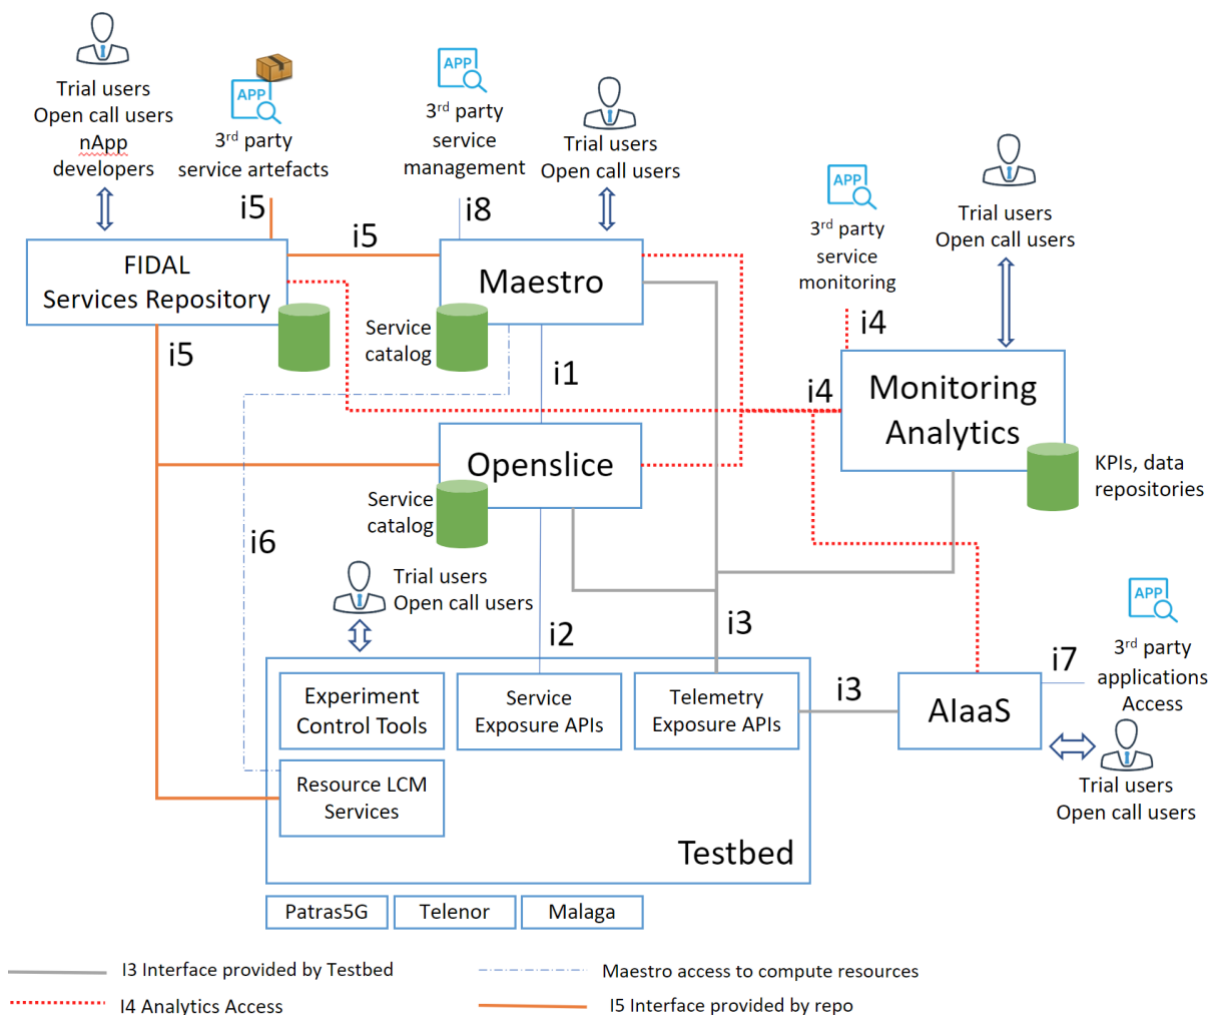 Trial users
Open call users
nApp
developers
APP
3rd party
service artefacts
APP
3rd party
service
management
Trial users
Open call users
APP
3rd party
service
monitoring
Trial users
Open call users
i5
i5
i8
FIDAL
Services Repository
Maestro
Service
catalog
i5
i1
i4
i4
Monitoring
Analytics
KPIs, data
repositories
Openslice
Service
catalog
i6
Trial users
Open call users
i2
i3
i3
Experiment
Control Tools
Service
Exposure APIs
Telemetry
Exposure APIs
Resource LCM
Services
Testbed
AIaaS
i7
APP
3rd party
applications
Access
Trial users
Open call users
Patras5G
Telenor
Malaga
I3 Interface provided by Testbed
Maestro access to compute resources
I4 Analytics Access
I5 Interface provided by repo